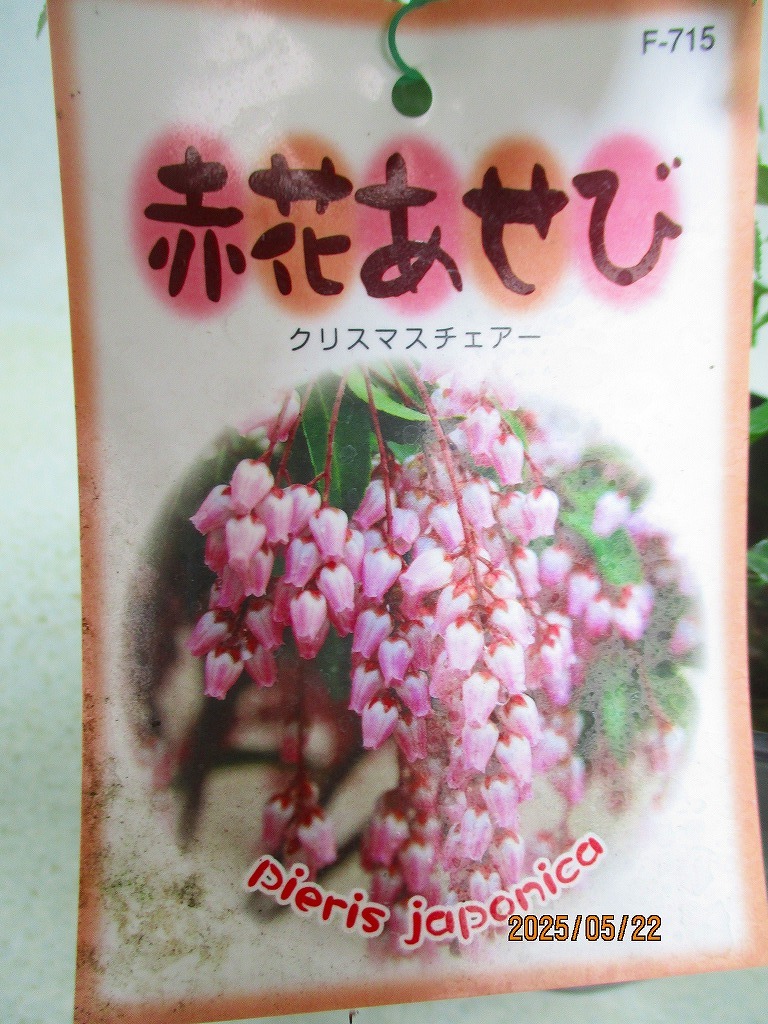 F-715
赤花あせび
クリスマスチェアー
pieris japonica
2025/05/22